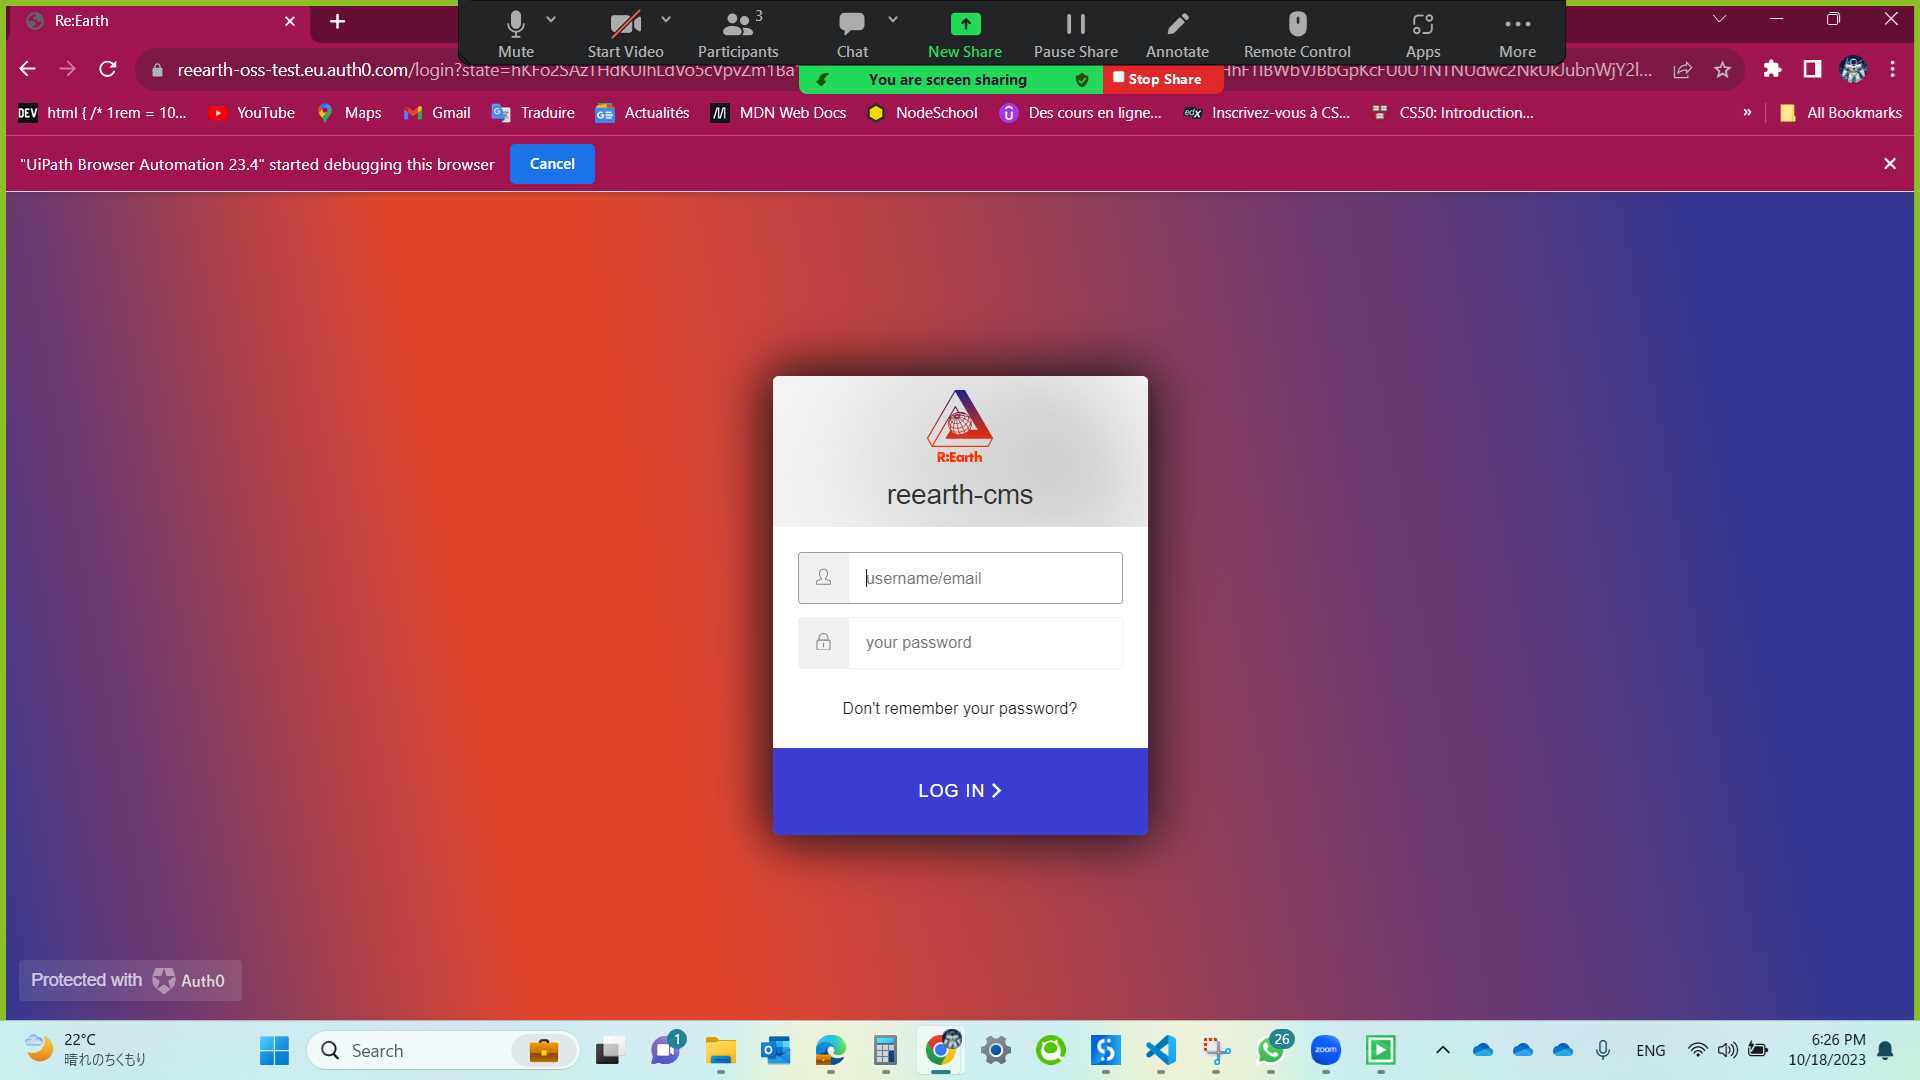 Re:Earth
Mute
Start Video
Participants
3
Chat
New Share
Pause Share
Annotate
Remote Control
Apps
More
reearth-oss-test.eu.auth0.com/login?state=
You are screen sharing
Stop Share
DEV
html { /* 1rem = 10...
YouTube
Maps
Gmail
Traduire
Actualités
MDN Web Docs
NodeSchool
Des cours en ligne...
edX
Inscrivez-vous à CS...
CS50: Introduction...
»
All Bookmarks
"UiPath Browser Automation 23.4" started debugging this browser
Cancel
R:Earth
reearth-cms
username/email
your password
Don't remember your password?
LOG IN
Protected with
Auth0
22°C
晴れのちくもり
Search
1
26
zoom
ENG
6:26 PM
10/18/2023